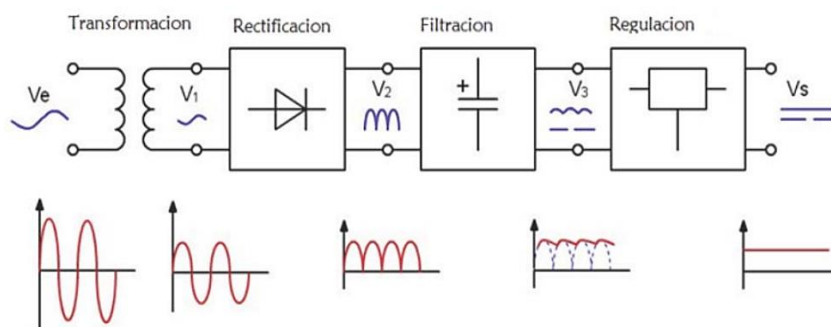 Transformacion
Rectificacion
Filtracion
Regulacion
Ve
V1
V2
+
V3
Vs